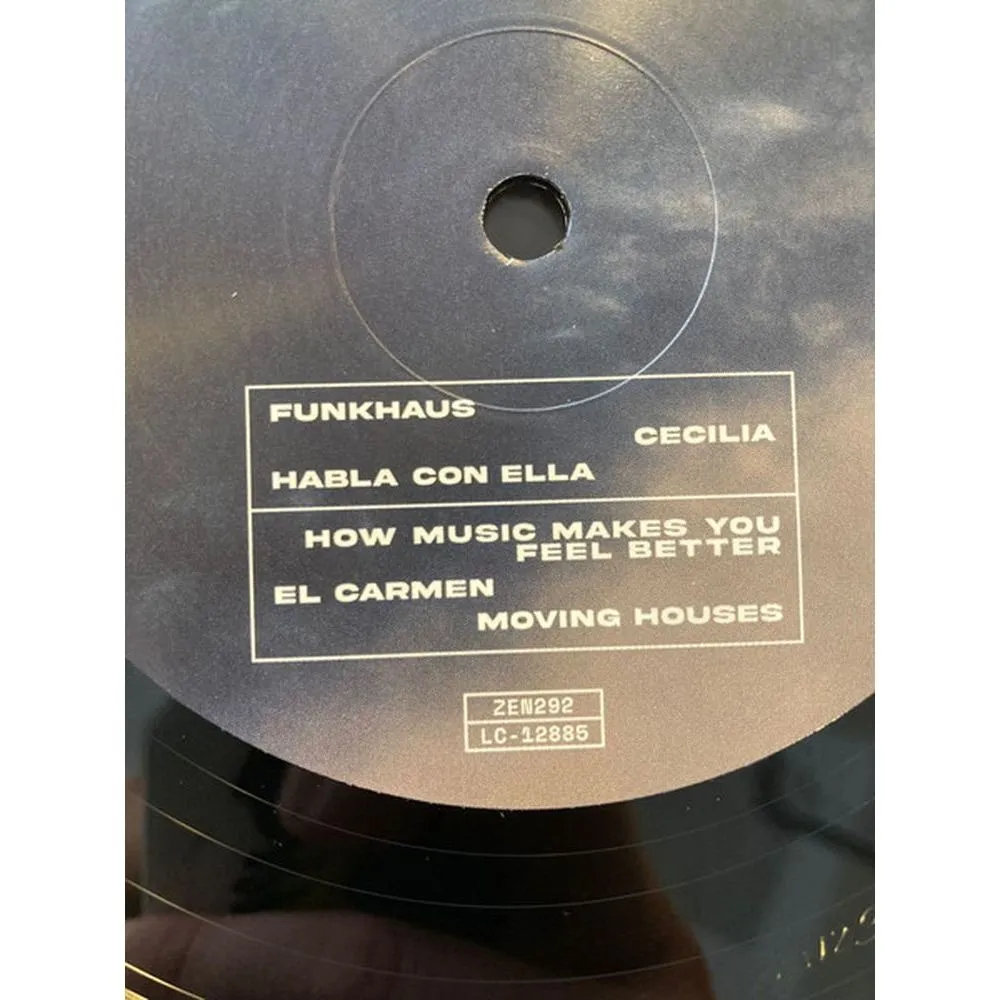 FUNKHAUS
CECILIA
HABLA CON ELLA
HOW MUSIC MAKES YOU
FEEL BETTER
EL CARMEN
MOVING HOUSES
ZEN292
LC-12885